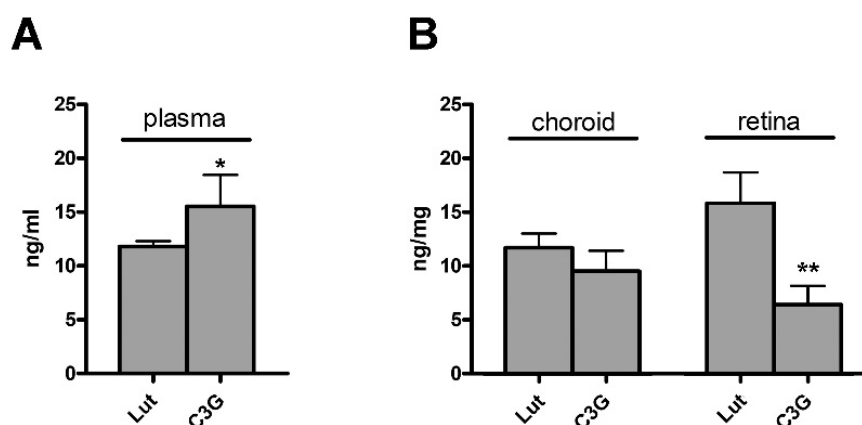 A
B
25
20
15
10
5
0
ng/ml
plasma
*
Lut
C3G
25
20
15
10
5
0
ng/mg
choroid
retina
**
Lut
C3G
Lut
C3G